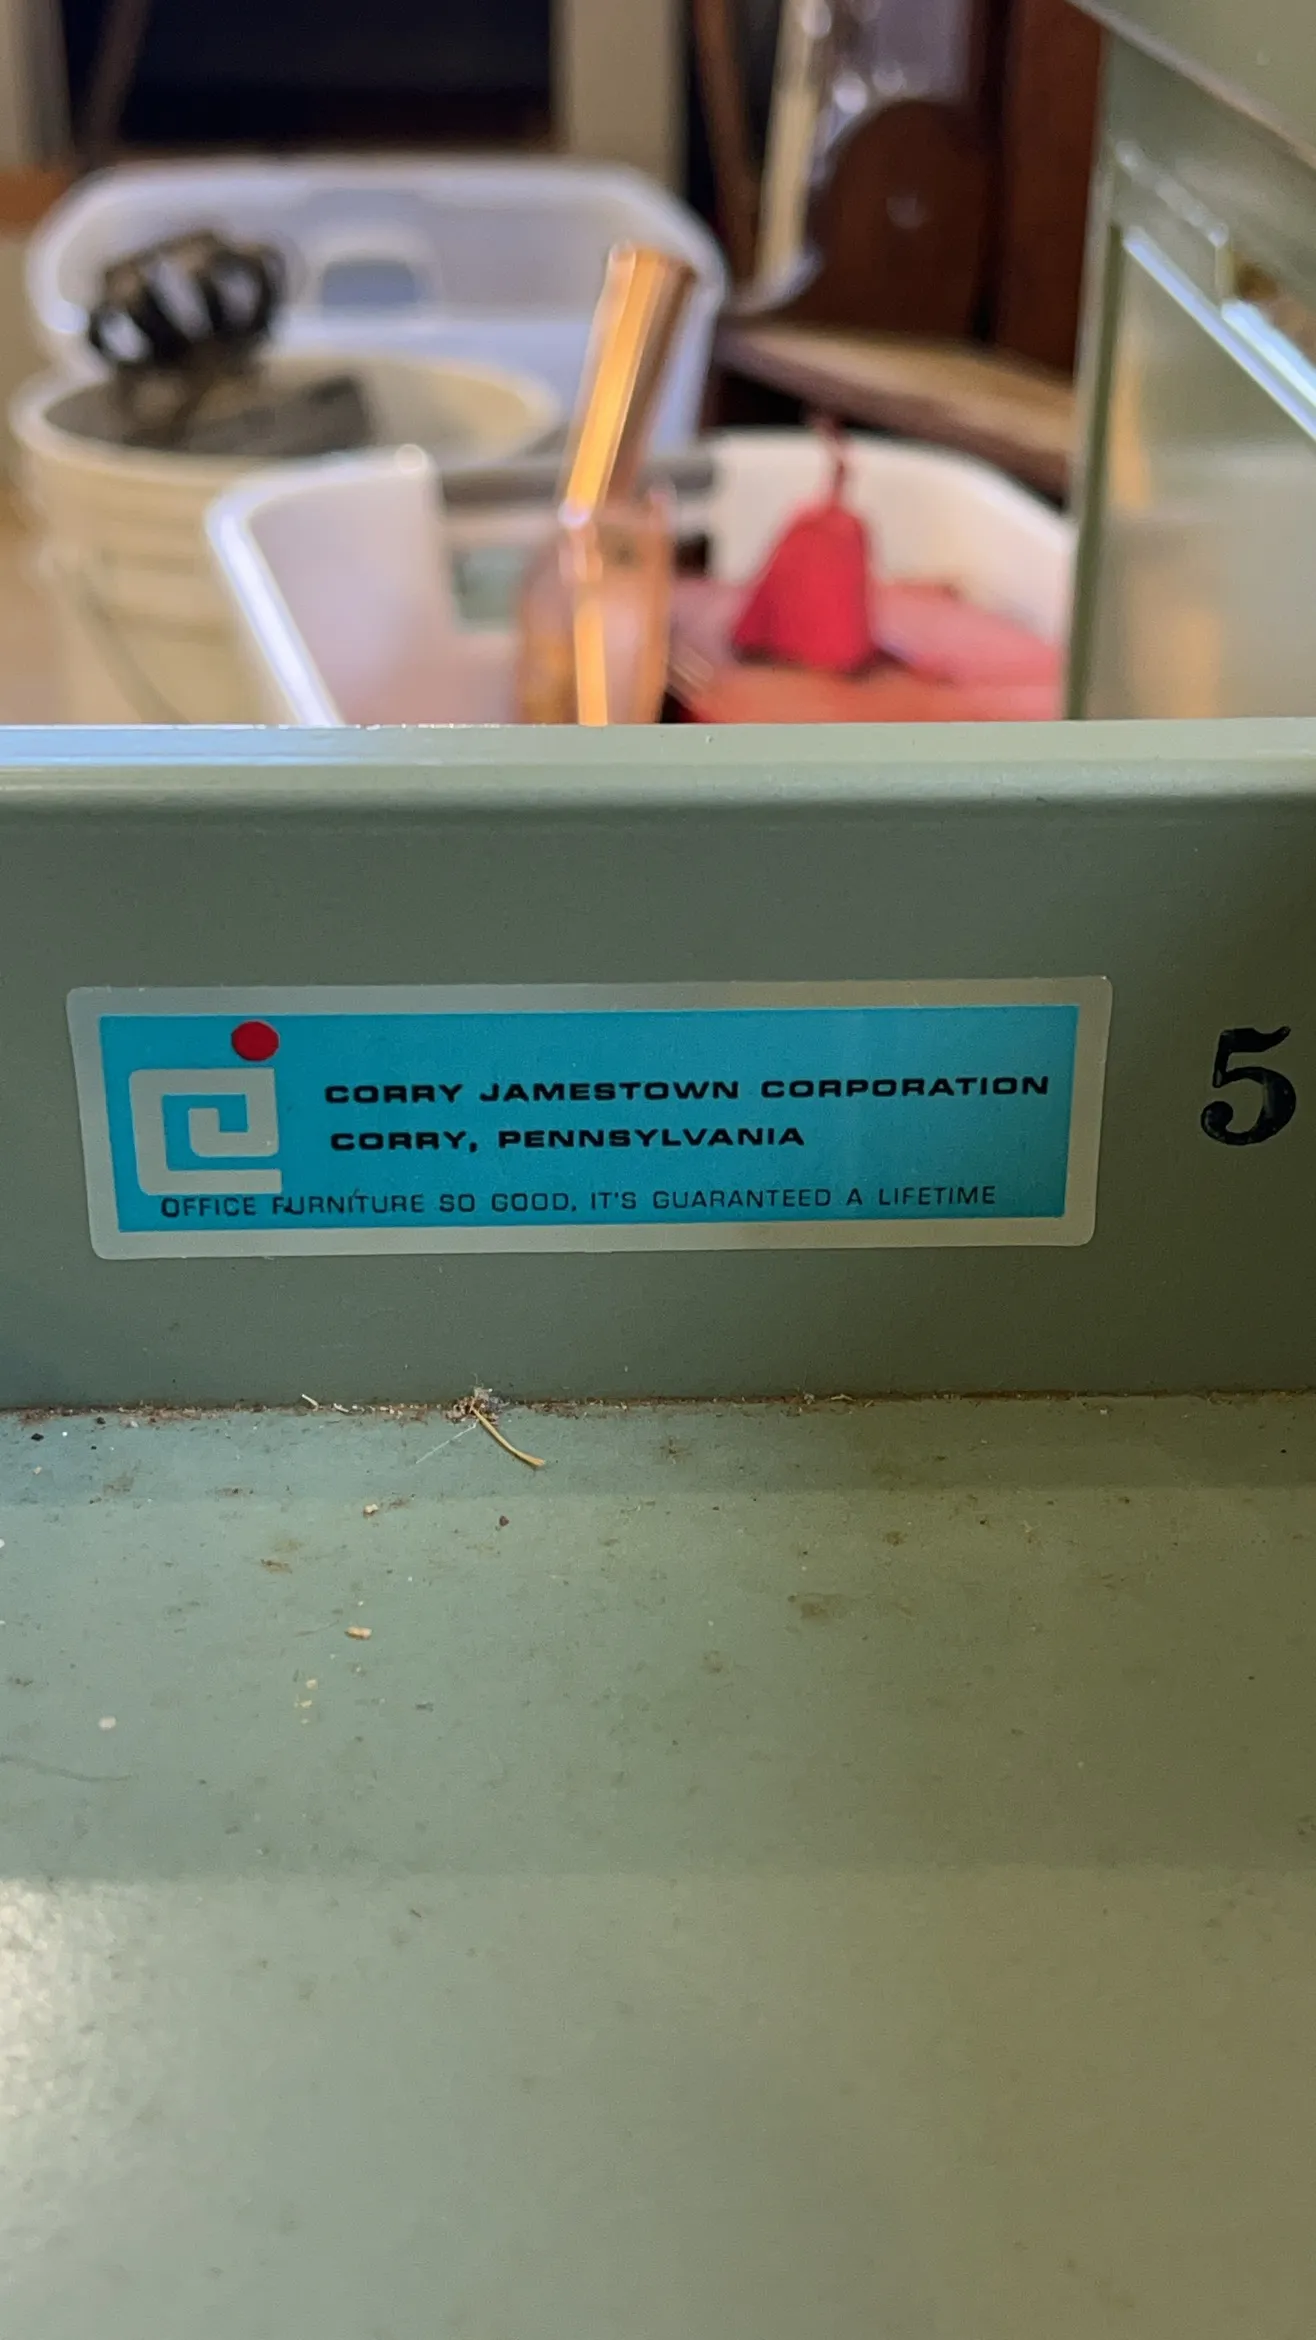 CORRY JAMESTOWN CORPORATION
CORRY, PENNSYLVANIA
OFFICE FURNITURE SO GOOD, IT'S GUARANTEED A LIFETIME
5